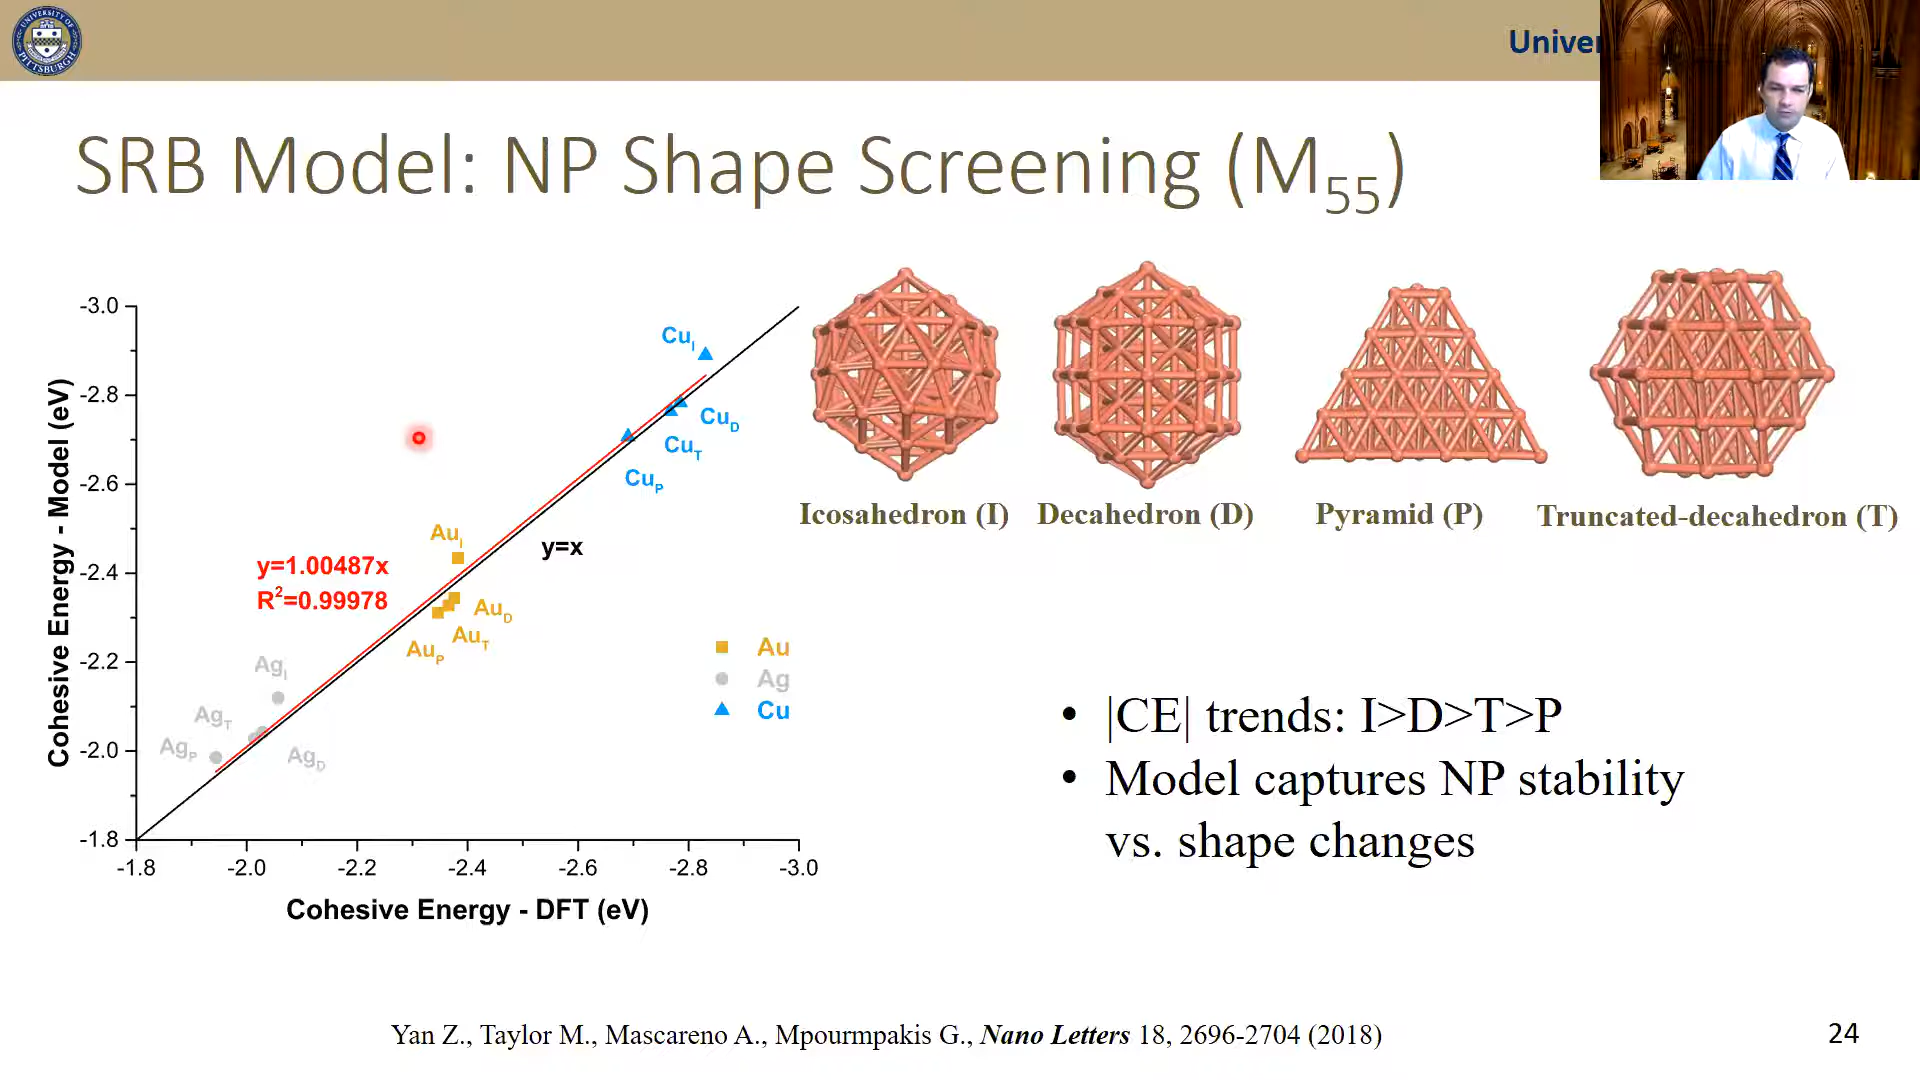 UNIVERSITY OF PITTSBURGH
Univer
SRB Model: NP Shape Screening (M55)
Cohesive Energy - Model (eV)
-3.0
-2.8
-2.6
-2.4
-2.2
-2.0
-1.8
-1.8 -2.0 -2.2 -2.4 -2.6 -2.8 -3.0
Cohesive Energy - DFT (eV)
CuI
CuD
CuT
CuP
AuI
y=x
y=1.00487x
R2=0.99978
AuD
AuT
AuP
AgI
AgT
AgP
AgD
Au
Ag
Cu
Icosahedron (I) Decahedron (D) Pyramid (P) Truncated-decahedron (T)
• |CE| trends: I>D>T>P
• Model captures NP stability
vs. shape changes
Yan Z., Taylor M., Mascareno A., Mpourmpakis G., Nano Letters 18, 2696-2704 (2018)
24